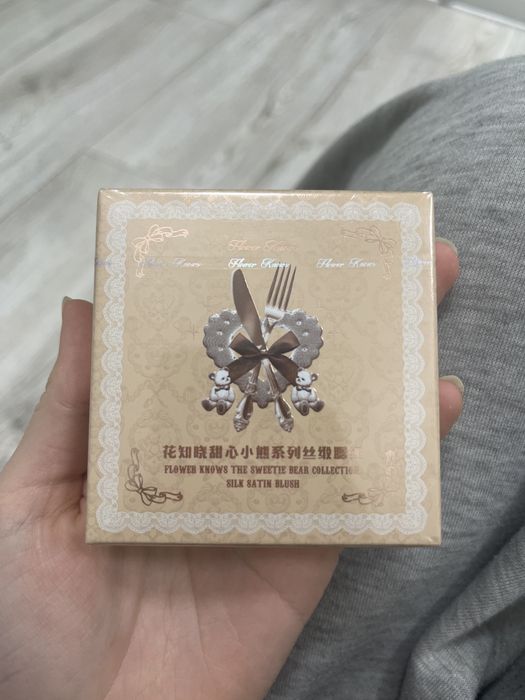 Flower Knows
Flower Knows Flower Knows Flower Knows
花知晓甜心小熊系列丝缎腮红
FLOWER KNOWS THE SWEETIE BEAR COLLECTION
SILK SATIN BLUSH